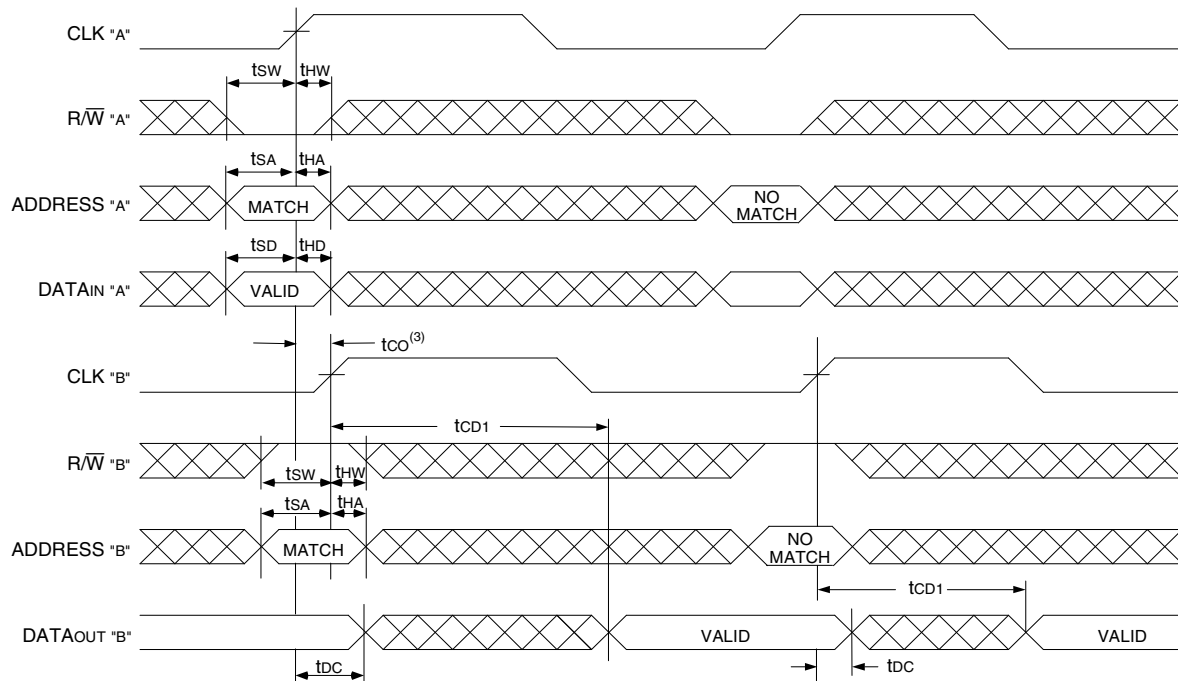 CLK "A"
tSW tHW
R/W̅ "A"
tSA tHA
ADDRESS "A" MATCH NO MATCH
tSD tHD
DATAIN "A" VALID
tCO(3)
CLK "B"
tCD1
R/W̅ "B"
tSW tHW
tSA tHA
ADDRESS "B" MATCH NO MATCH
tCD1
DATAOUT "B" VALID VALID
tDC tDC